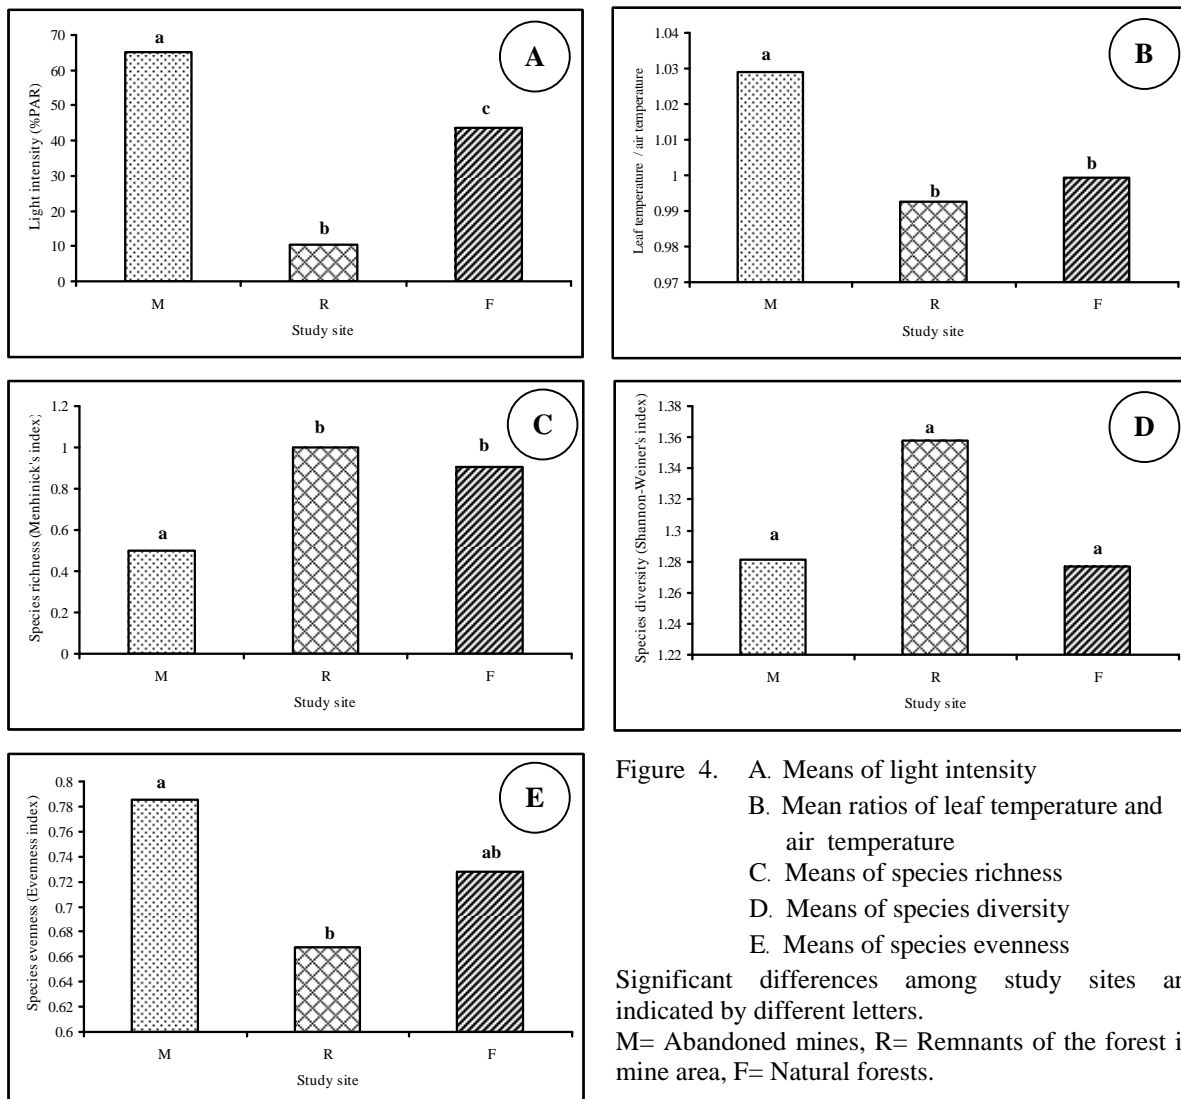 A
Light intensity (%PAR)
70
60
50
40
30
20
10
0
a
b
c
M R F
Study site
B
Leaf temperature / air temperature
1.04
1.03
1.02
1.01
1
0.99
0.98
0.97
a
b
b
M R F
Study site
C
Species richness (Menhinick's index)
1.2
1
0.8
0.6
0.4
0.2
0
a
b
b
M R F
Study site
D
Species diversity (Shannon-Weiner's index)
1.38
1.36
1.34
1.32
1.3
1.28
1.26
1.24
1.22
a
a
a
M R F
Study site
E
Species evenness (Evenness index)
0.8
0.78
0.76
0.74
0.72
0.7
0.68
0.66
0.64
0.62
0.6
a
b
ab
M R F
Study site
Figure 4. A. Means of light intensity
B. Mean ratios of leaf temperature and
air temperature
C. Means of species richness
D. Means of species diversity
E. Means of species evenness
Significant differences among study sites ar
indicated by different letters.
M= Abandoned mines, R= Remnants of the forest i
mine area, F= Natural forests.